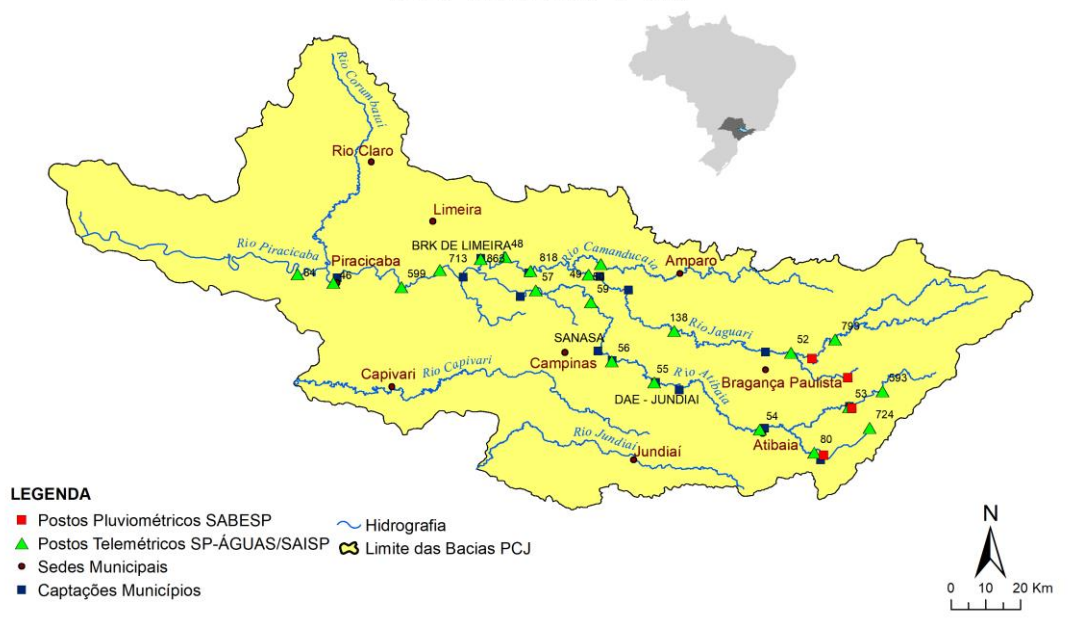 Rio Corumbataí
Rio Claro
Limeira
Rio Piracicaba
Piracicaba
BRK DE LIMEIRA
48
Rio Camanducaia
713
863
818
Amparo
64
46
599
57
49
59
138
Rio Jaguari
52
799
SANASA
Campinas
56
Rio Capivari
Capivari
55
Rio Atibaia
Bragança Paulista
593
DAE - JUNDIAI
53
54
724
Rio Jundiaí
Jundiaí
Atibaia
80
LEGENDA
Postos Pluviométricos SABESP
Postos Telemétricos SP-ÁGUAS/SAISP
Sedes Municipais
Captações Municípios
Hidrografia
Limite das Bacias PCJ
N
0 10 20 Km